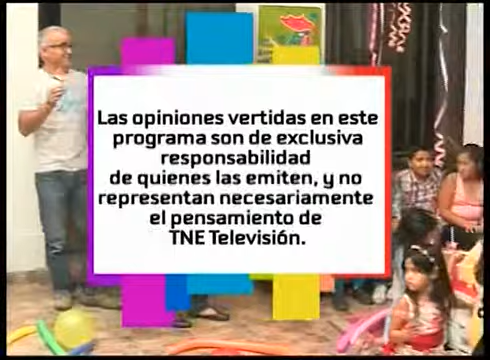 Las opiniones vertidas en este
programa son de exclusiva
responsabilidad
de quienes las emiten, y no
representan necesariamente
el pensamiento de
TNE Televisión.